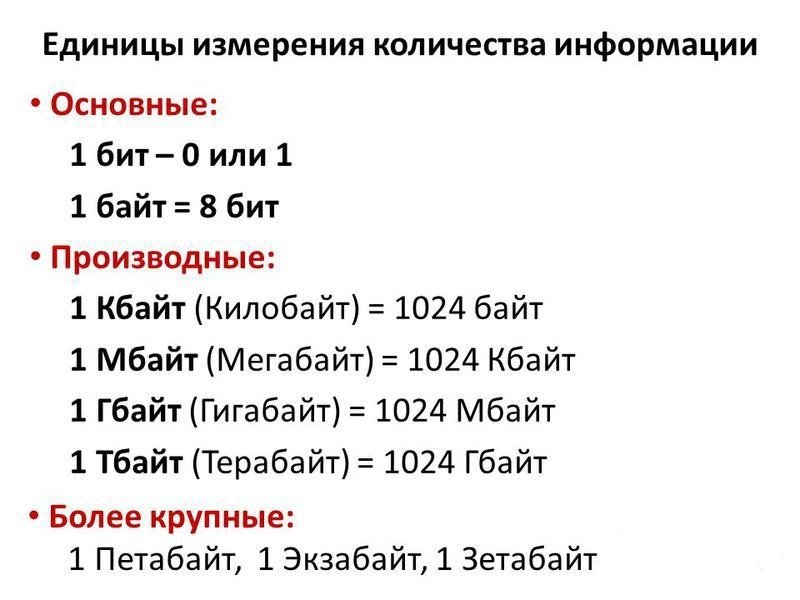 Единицы измерения количества информации
• Основные:
1 бит – 0 или 1
1 байт = 8 бит
• Производные:
1 Кбайт (Килобайт) = 1024 байт
1 Мбайт (Мегабайт) = 1024 Кбайт
1 Гбайт (Гигабайт) = 1024 Мбайт
1 Тбайт (Терабайт) = 1024 Гбайт
• Более крупные:
1 Петабайт, 1 Экзабайт, 1 Зетабайт